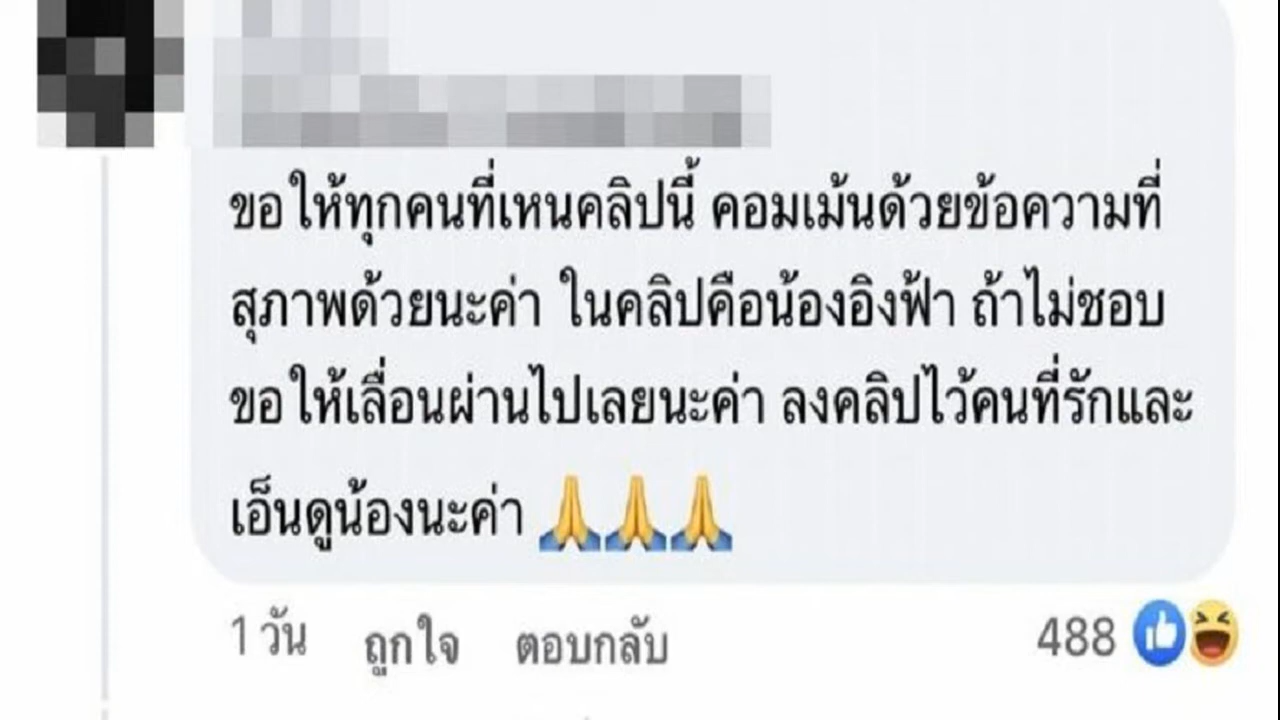 ขอให้ทุกคนที่เหนคลิปนี้ คอมเม้นด้วยข้อความที่
สุภาพด้วยนะค่า ในคลิปคือน้องอิงฟ้า ถ้าไม่ชอบ
ขอให้เลื่อนผ่านไปเลยนะค่า ลงคลิปไว้คนที่รักและ
เอ็นดูน้องนะค่า 🙏🙏🙏
1 วัน ถูกใจ ตอบกลับ 488